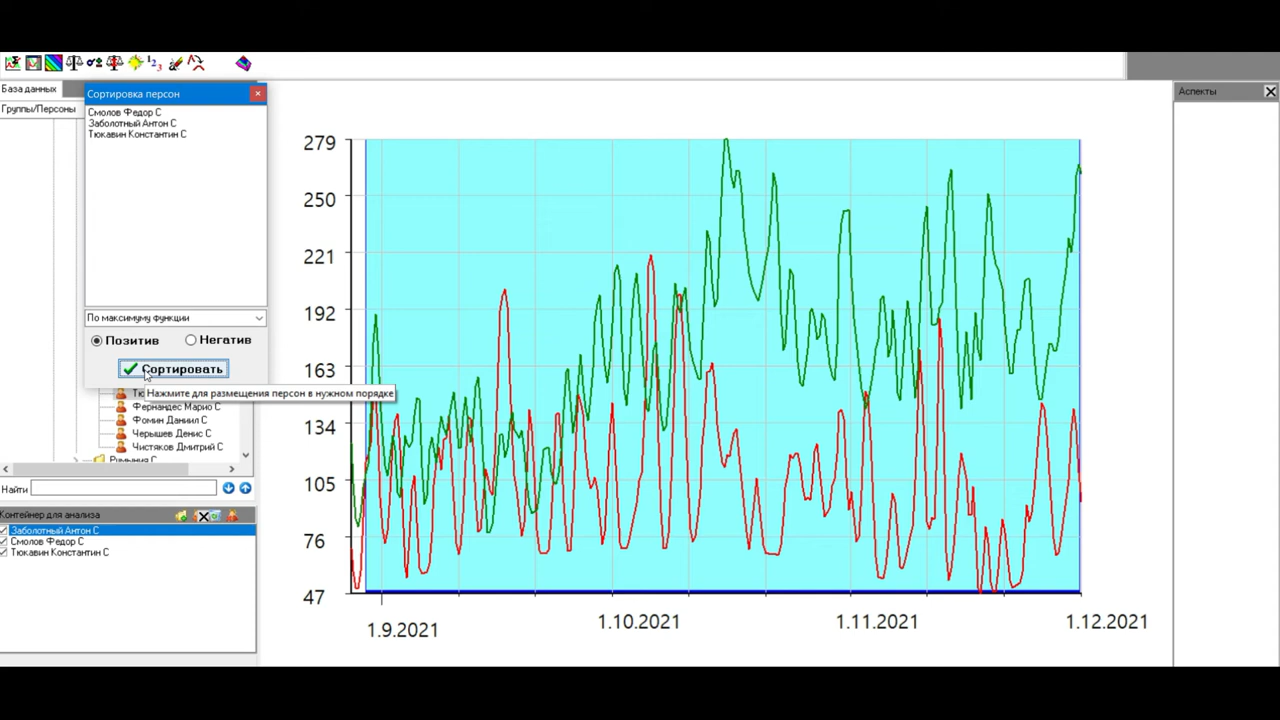 База данных
Сортировка персон
Аспекты
Группы/Персоны
Смолов Федор С
Заболотный Антон С
Тюкавин Константин С
По максимуму функции
Позитив
Негатив
Сортировать
Нажмите для размещения персон в нужном порядке
Фернандес Марио С
Фомин Даниил С
Черышев Денис С
Чистяков Дмитрий С
Румыния С
Найти
Контейнер для анализа
Заболотный Антон С
Смолов Федор С
Тюкавин Константин С
279
250
221
192
163
134
105
76
47
1.9.2021
1.10.2021
1.11.2021
1.12.2021